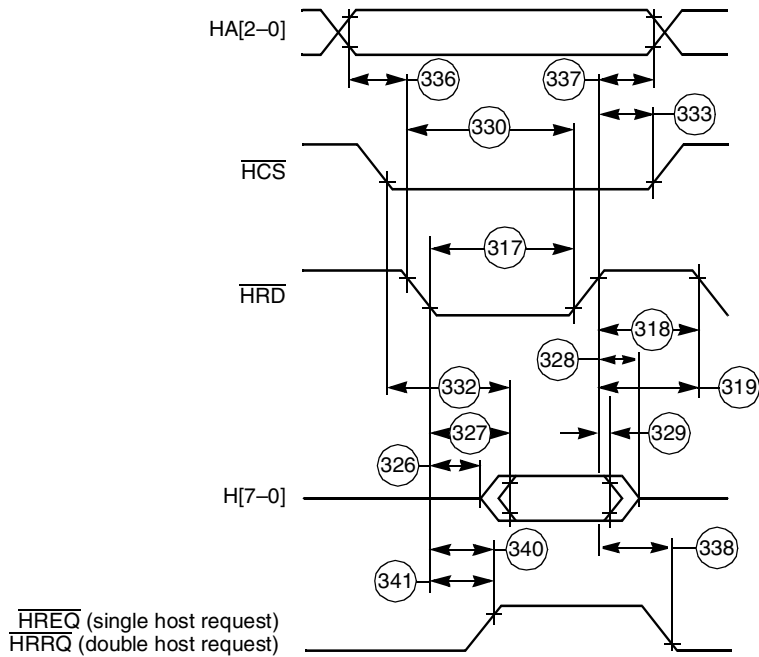 HA[2–0]
336
337
330
333
HCS
317
HRD
318
328
332
319
327
329
326
H[7–0]
340
338
341
HREQ (single host request)
HRRQ (double host request)